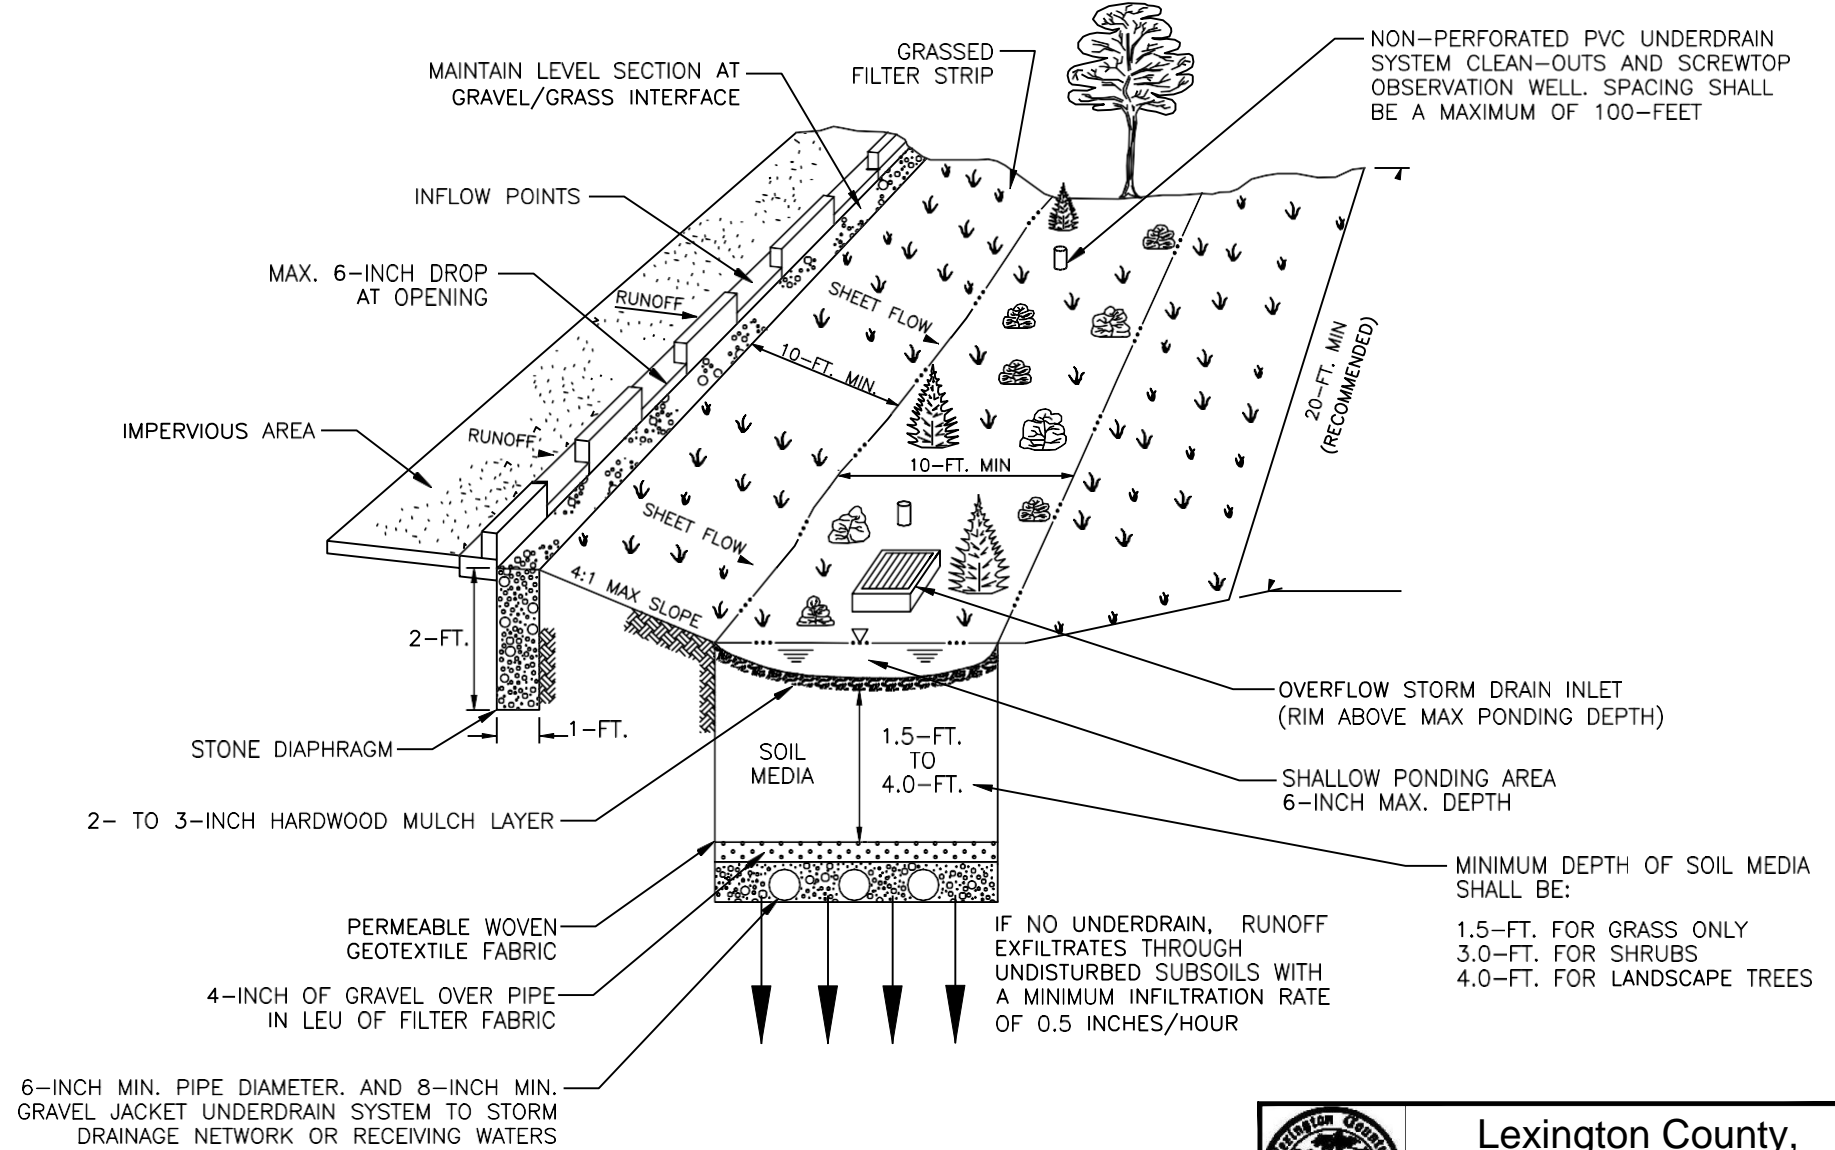 GRASSED
FILTER STRIP
NON-PERFORATED PVC UNDERDRAIN
SYSTEM CLEAN-OUTS AND SCREWTOP
OBSERVATION WELL. SPACING SHALL
BE A MAXIMUM OF 100-FEET
MAINTAIN LEVEL SECTION AT
GRAVEL/GRASS INTERFACE
INFLOW POINTS
MAX. 6-INCH DROP
AT OPENING
RUNOFF
SHEET FLOW
10-FT. MIN.
20-FT. MIN
(RECOMMENDED)
IMPERVIOUS AREA
RUNOFF
10-FT. MIN
SHEET FLOW
4:1 MAX SLOPE
2-FT.
1-FT.
STONE DIAPHRAGM
OVERFLOW STORM DRAIN INLET
(RIM ABOVE MAX PONDING DEPTH)
SOIL
MEDIA
1.5-FT.
TO
4.0-FT.
SHALLOW PONDING AREA
6-INCH MAX. DEPTH
2- TO 3-INCH HARDWOOD MULCH LAYER
MINIMUM DEPTH OF SOIL MEDIA
SHALL BE:
1.5-FT. FOR GRASS ONLY
3.0-FT. FOR SHRUBS
4.0-FT. FOR LANDSCAPE TREES
PERMEABLE WOVEN
GEOTEXTILE FABRIC
IF NO UNDERDRAIN, RUNOFF
EXFILTRATES THROUGH
UNDISTURBED SUBSOILS WITH
A MINIMUM INFILTRATION RATE
OF 0.5 INCHES/HOUR
4-INCH OF GRAVEL OVER PIPE
IN LEU OF FILTER FABRIC
6-INCH MIN. PIPE DIAMETER. AND 8-INCH MIN.
GRAVEL JACKET UNDERDRAIN SYSTEM TO STORM
DRAINAGE NETWORK OR RECEIVING WATERS
Lexington County,